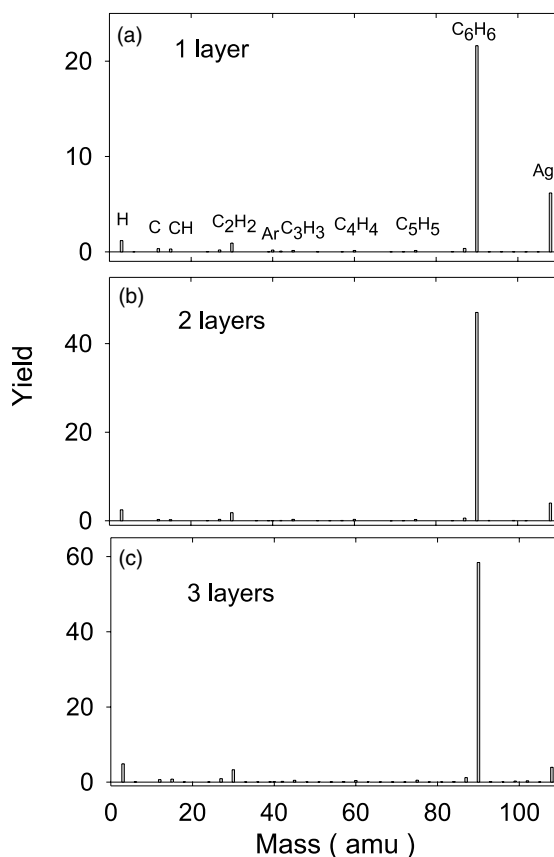 (a)
1 layer
C₆H₆
Ag
H
C
CH
C₂H₂
Ar
C₃H₃
C₄H₄
C₅H₅
20
10
0
(b)
2 layers
40
20
0
Yield
(c)
3 layers
60
40
20
0
0 20 40 60 80 100
Mass ( amu )